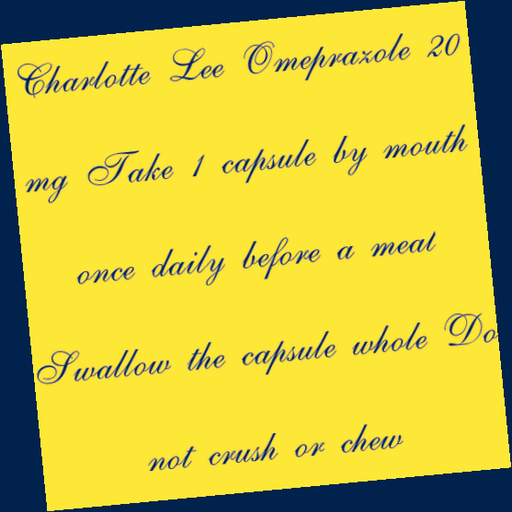 Charlotte Lee Omeprazole 20
mg Take 1 capsule by mouth
once daily before a meal
Swallow the capsule whole Do
not crush or chew